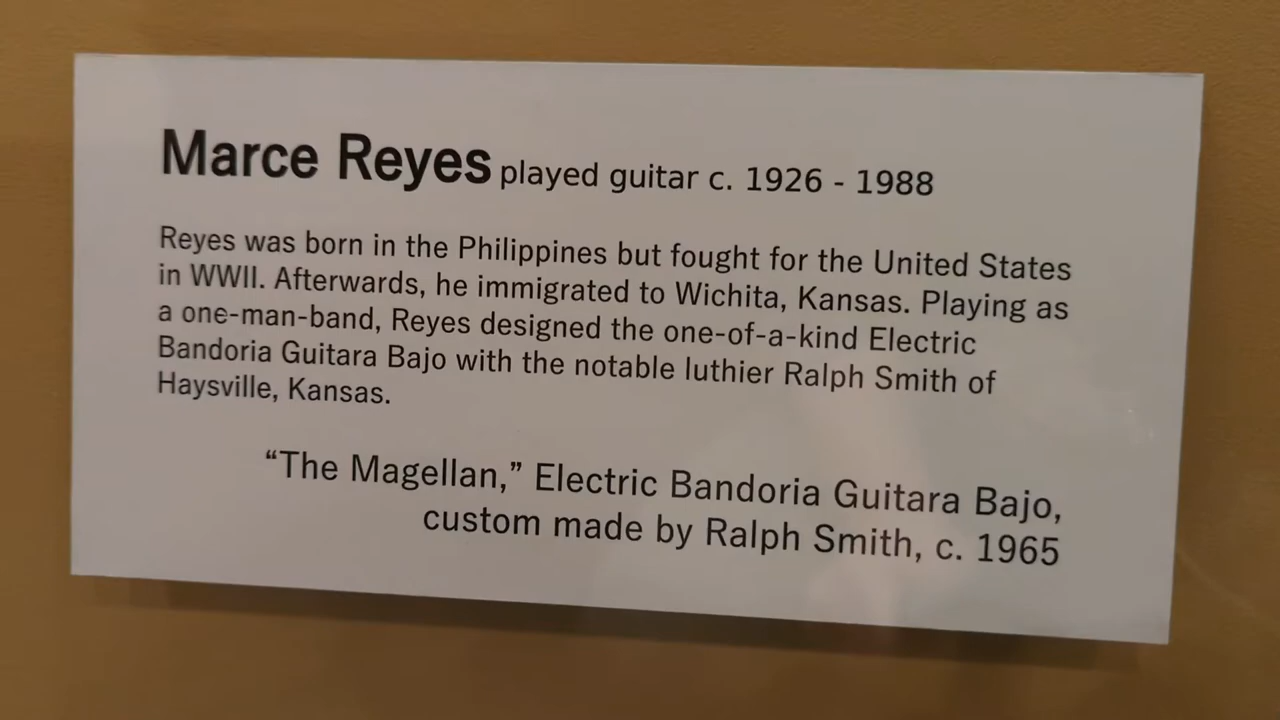 Marce Reyes played guitar c. 1926 - 1988
Reyes was born in the Philippines but fought for the United States
in WWII. Afterwards, he immigrated to Wichita, Kansas. Playing as
a one-man-band, Reyes designed the one-of-a-kind Electric
Bandoria Guitara Bajo with the notable luthier Ralph Smith of
Haysville, Kansas.
“The Magellan,” Electric Bandoria Guitara Bajo,
custom made by Ralph Smith, c. 1965